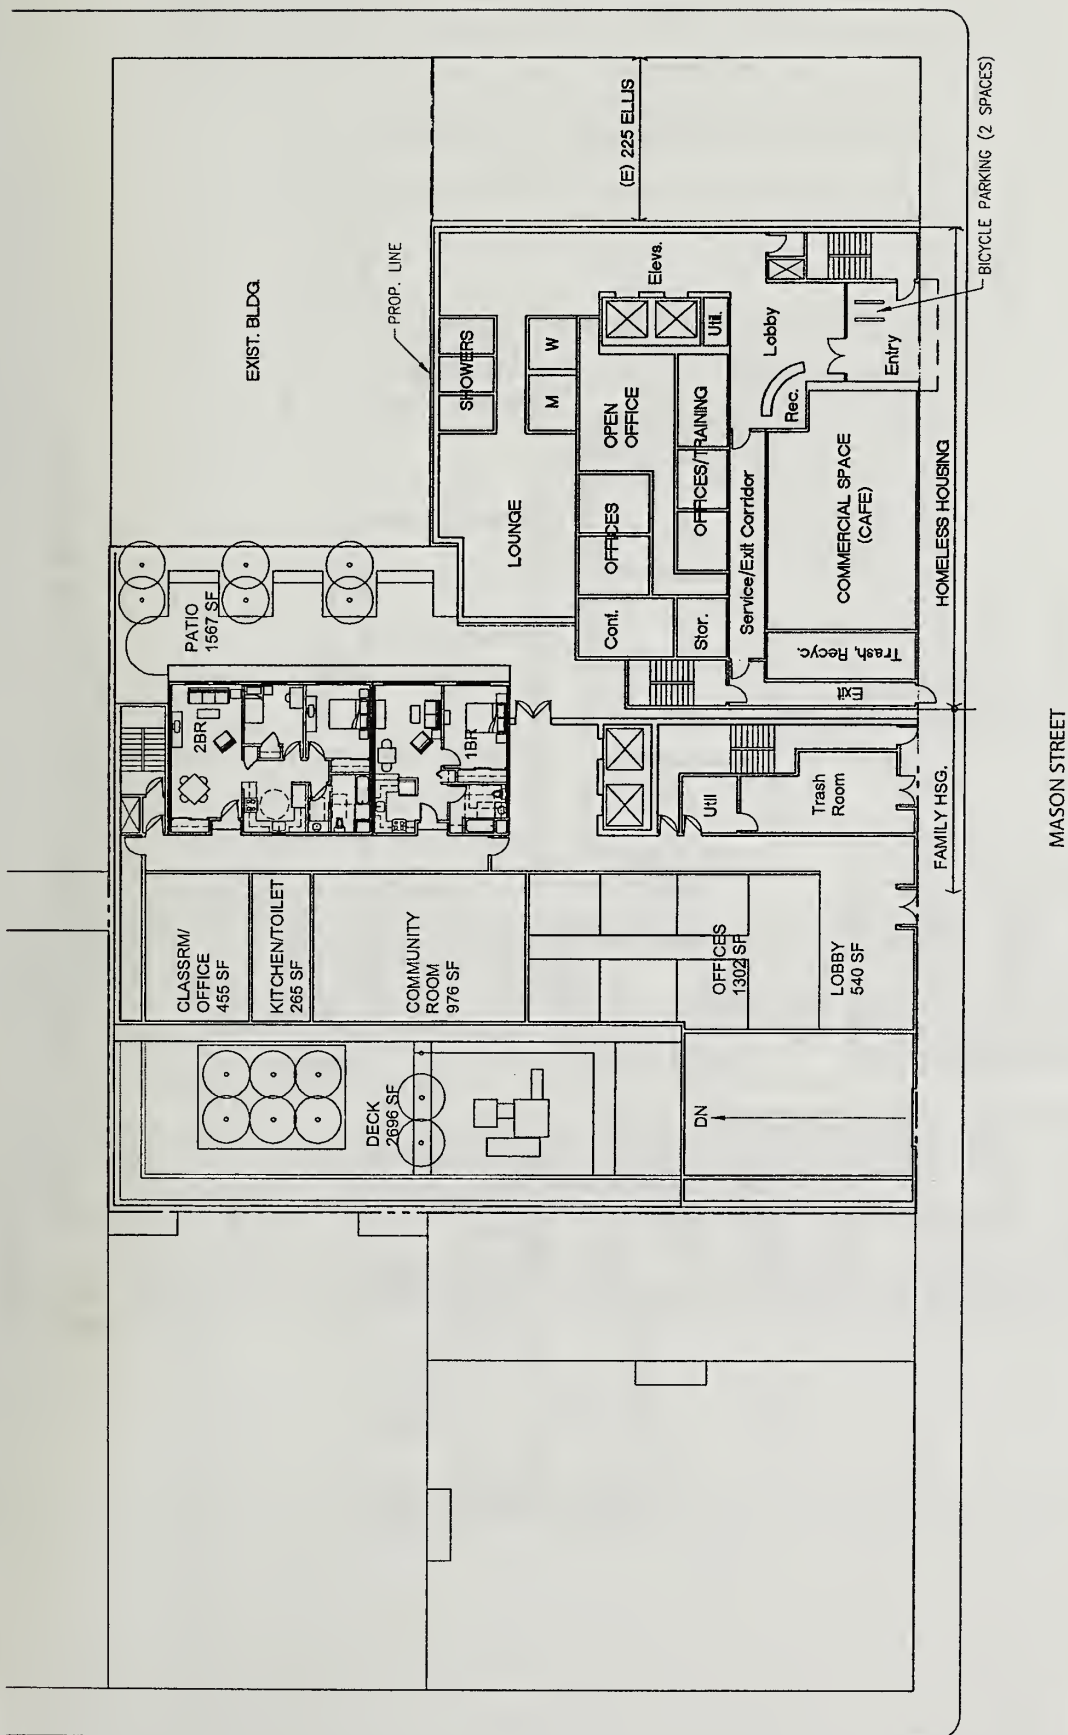 EXIST. BLDG.
PROP. LINE
(E) 225 ELLIS
BICYCLE PARKING (2 SPACES)
PATIO
1567 SF
SHOWERS
W
M
LOUNGE
Elevs.
Util.
OPEN
OFFICE
OFFICES
OFFICES/TRAINING
Conf.
Stor.
Lobby
Rec.
Entry
Service/Exit Corridor
COMMERCIAL SPACE
(CAFE)
Trash, Recyc.
Exit
HOMELESS HOUSING
2BR
1BR
Util
Trash
Room
FAMILY HSG.
CLASSRM/
OFFICE
455 SF
KITCHEN/TOILET
265 SF
COMMUNITY
ROOM
976 SF
OFFICES
1302 SF
LOBBY
540 SF
DECK
2696 SF
DN
MASON STREET